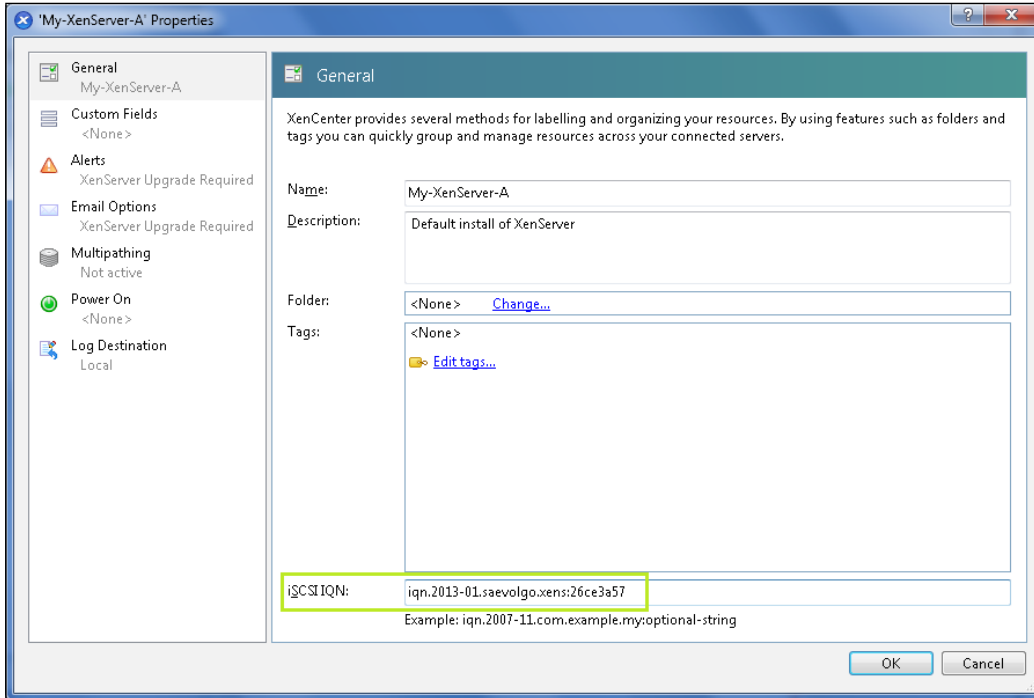 'My-XenServer-A' Properties
General
My-XenServer-A
Custom Fields
<None>
Alerts
XenServer Upgrade Required
Email Options
XenServer Upgrade Required
Multipathing
Not active
Power On
<None>
Log Destination
Local
General
XenCenter provides several methods for labelling and organizing your resources. By using features such as folders and
tags you can quickly group and manage resources across your connected servers.
Name: My-XenServer-A
Description: Default install of XenServer
Folder: <None> Change...
Tags: <None>
Edit tags...
iSCSI IQN: iqn.2013-01.saevolgo.xens:26ce3a57
Example: iqn.2007-11.com.example.my:optional-string
OK Cancel